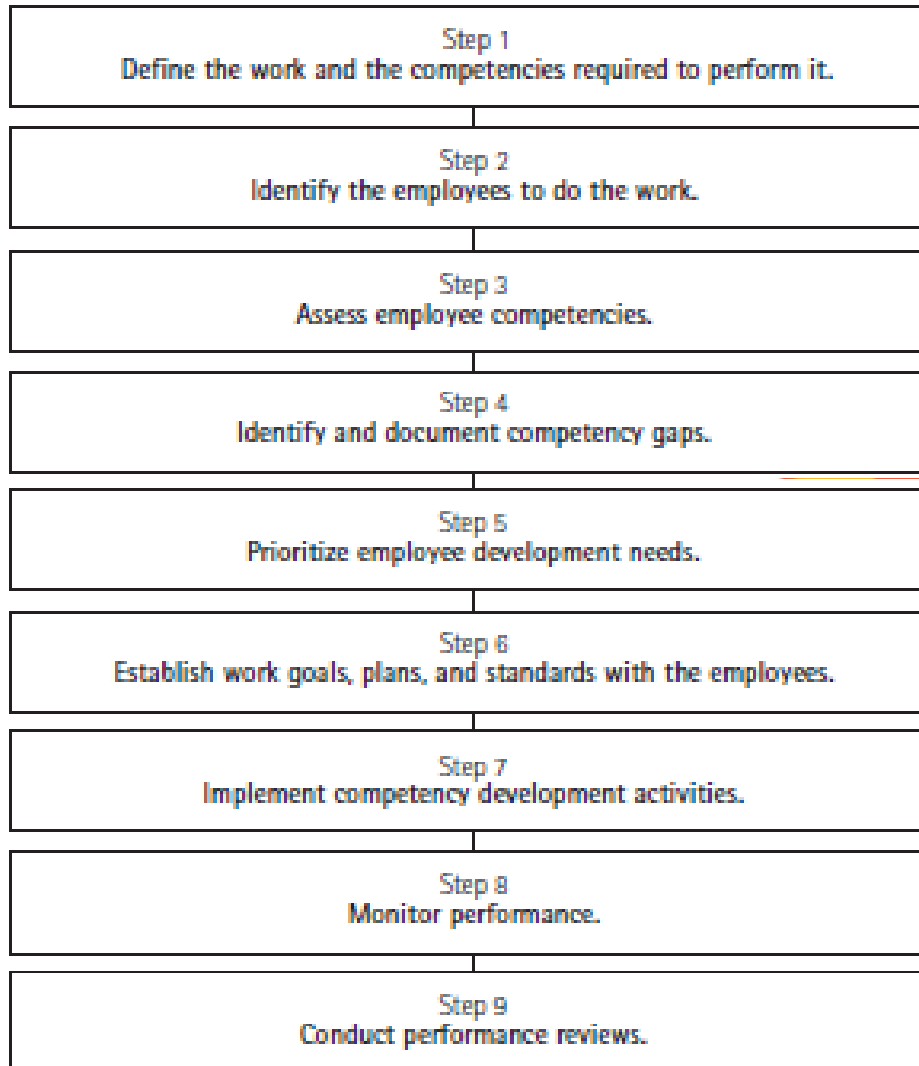 Step 1
Define the work and the competencies required to perform it.
Step 2
Identify the employees to do the work.
Step 3
Assess employee competencies.
Step 4
Identify and document competency gaps.
Step 5
Prioritize employee development needs.
Step 6
Establish work goals, plans, and standards with the employees.
Step 7
Implement competency development activities.
Step 8
Monitor performance.
Step 9
Conduct performance reviews.